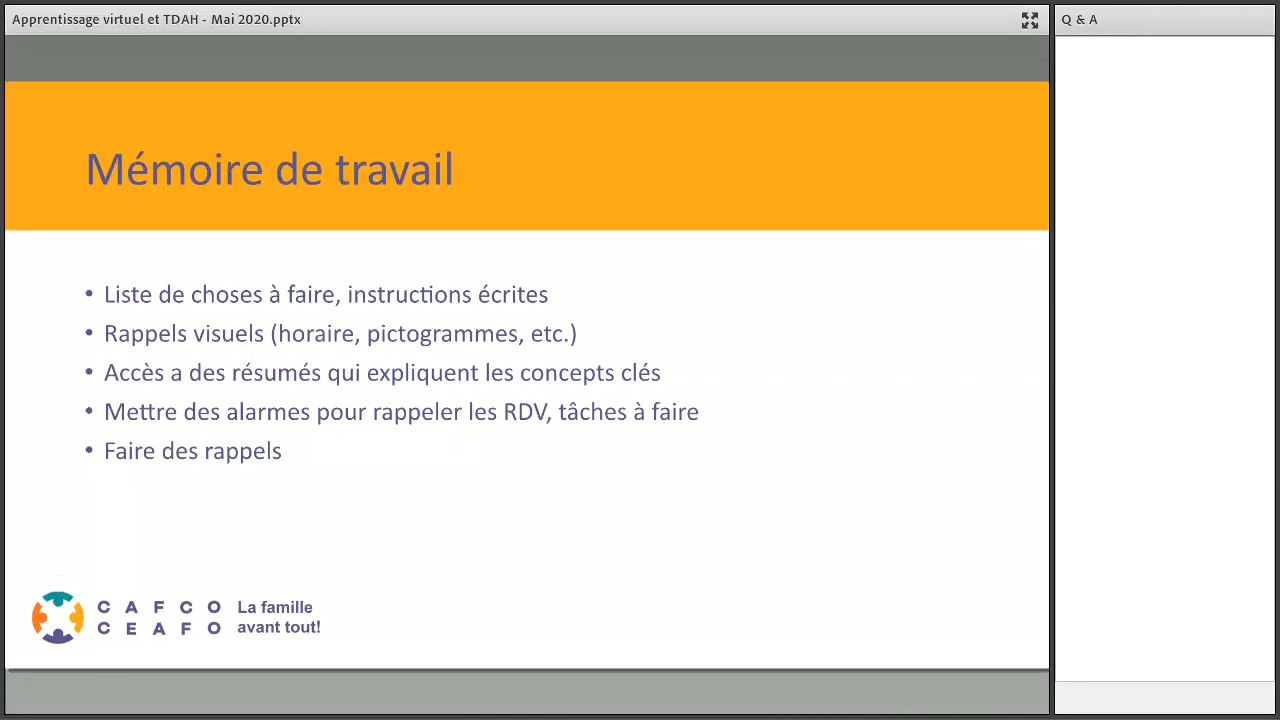 Apprentissage virtuel et TDAH - Mai 2020.pptx
Q & A
Mémoire de travail
• Liste de choses à faire, instructions écrites
• Rappels visuels (horaire, pictogrammes, etc.)
• Accès a des résumés qui expliquent les concepts clés
• Mettre des alarmes pour rappeler les RDV, tâches à faire
• Faire des rappels
CAFCO
CEAFO
La famille
avant tout!